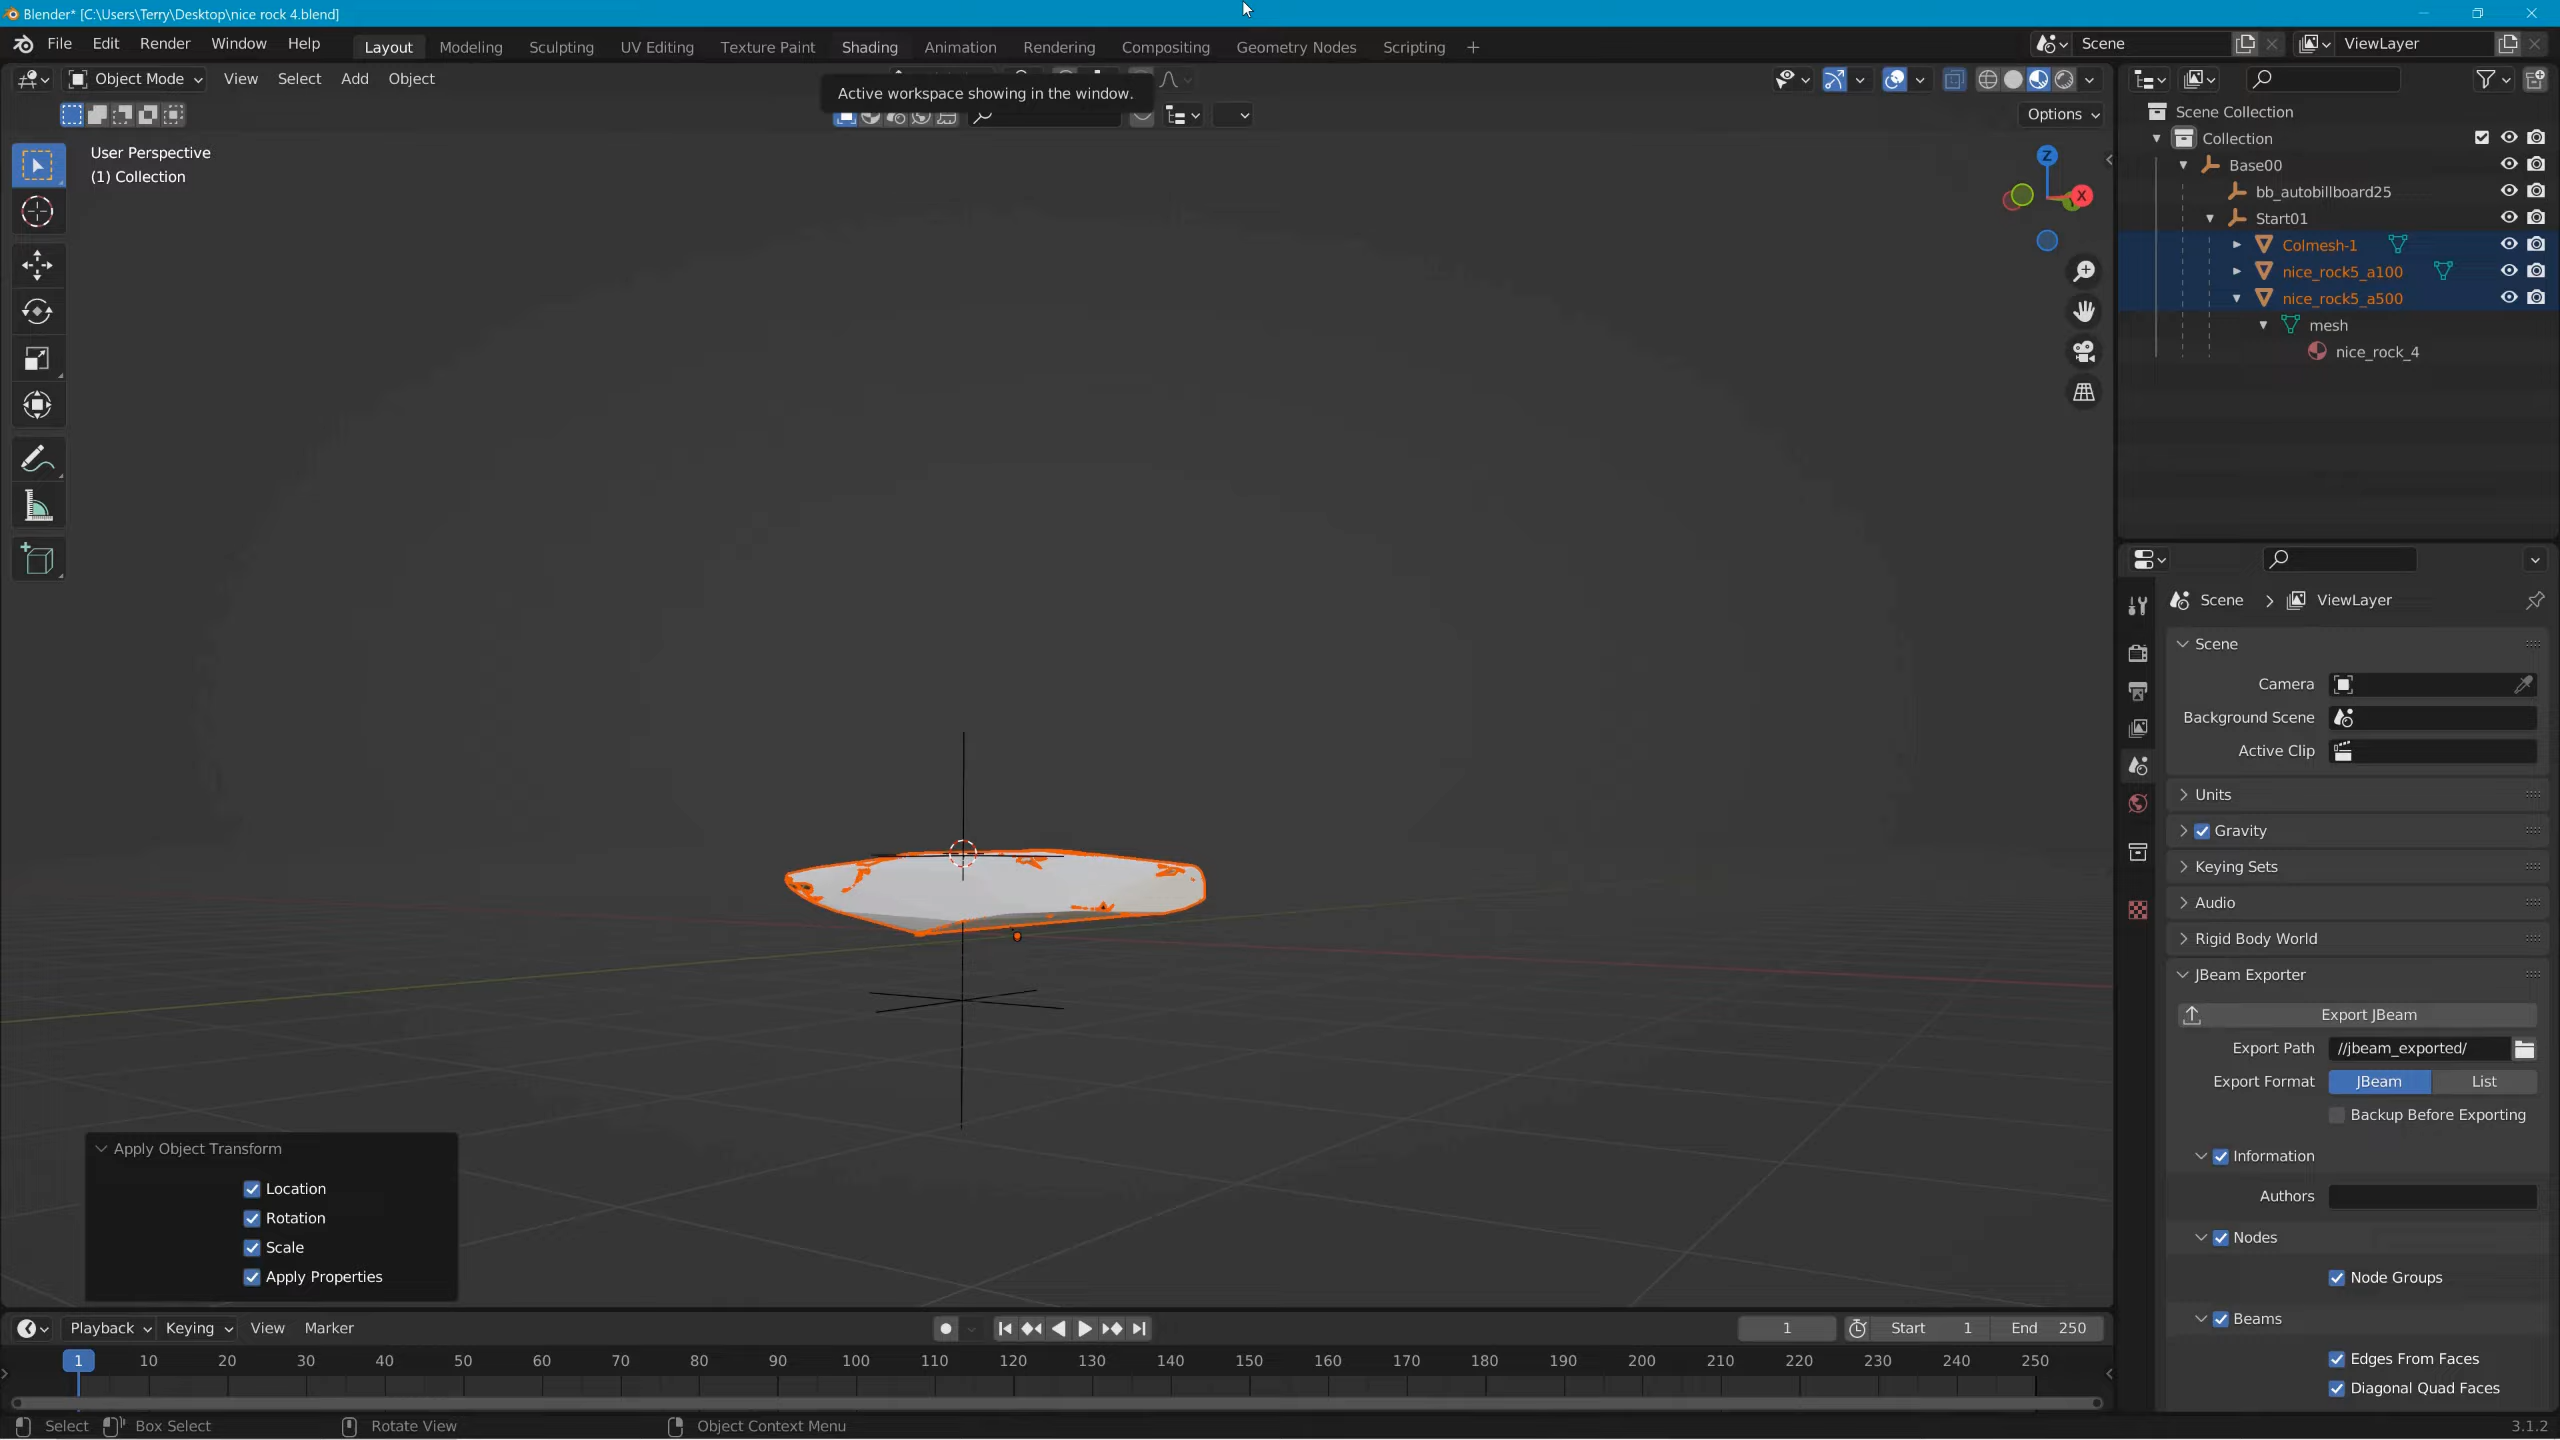 Blender* [C:\Users\Terry\Desktop\nice rock 4.blend]
File Edit Render Window Help Layout Modeling Sculpting UV Editing Texture Paint Shading Animation Rendering Compositing Geometry Nodes Scripting + Scene ViewLayer
Object Mode View Select Add Object
Active workspace showing in the window.
Options
User Perspective
(1) Collection
Z
X
Scene Collection
Collection
Base00
bb_autobillboard25
Start01
Colmesh-1
nice_rock5_a100
nice_rock5_a500
mesh
nice_rock_4
Scene > ViewLayer
Scene
Camera
Background Scene
Active Clip
Units
Gravity
Keying Sets
Audio
Rigid Body World
JBeam Exporter
Export JBeam
Export Path //jbeam_exported/
Export Format JBeam List
Backup Before Exporting
Information
Authors
Nodes
Node Groups
Beams
Edges From Faces
Diagonal Quad Faces
Apply Object Transform
Location
Rotation
Scale
Apply Properties
Playback Keying View Marker 1 Start 1 End 250
1 10 20 30 40 50 60 70 80 90 100 110 120 130 140 150 160 170 180 190 200 210 220 230 240 250
Select Box Select Rotate View Object Context Menu 3.1.2